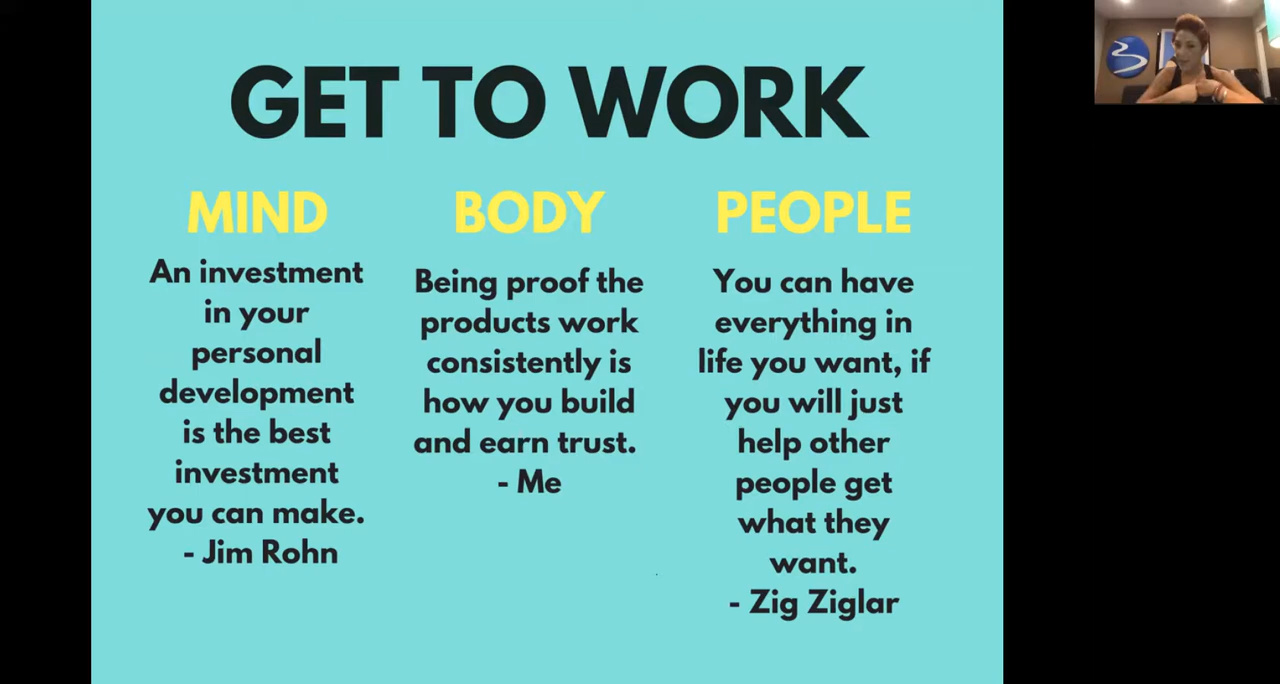 GET TO WORK
MIND
An investment
in your
personal
development
is the best
investment
you can make.
- Jim Rohn
BODY
Being proof the
products work
consistently is
how you build
and earn trust.
- Me
PEOPLE
You can have
everything in
life you want, if
you will just
help other
people get
what they
want.
- Zig Ziglar